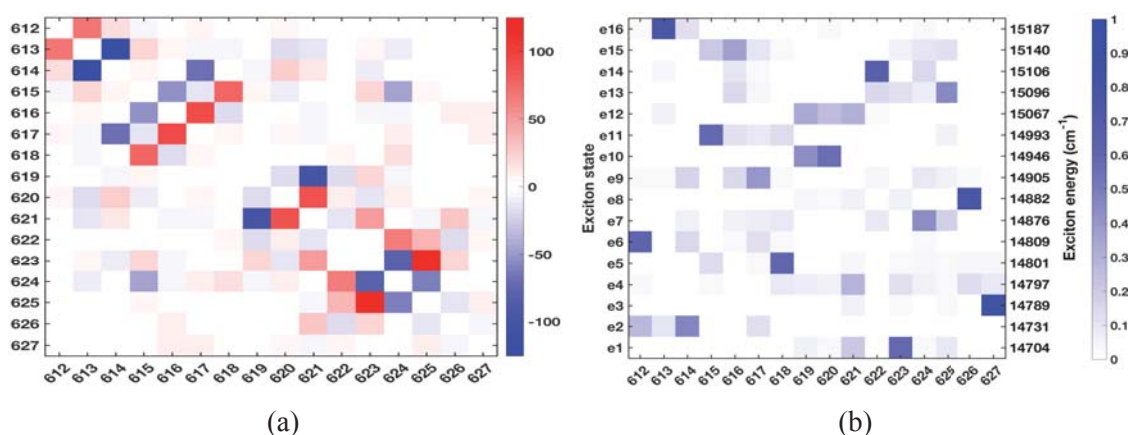 612
613
614
615
616
617
618
619
620
621
622
623
624
625
626
627
612 613 614 615 616 617 618 619 620 621 622 623 624 625 626 627
100
50
0
-50
-100
(a)
Exciton state
e16
e15
e14
e13
e12
e11
e10
e9
e8
e7
e6
e5
e4
e3
e2
e1
612 613 614 615 616 617 618 619 620 621 622 623 624 625 626 627
15187
15140
15106
15096
15067
14993
14946
14905
14882
14876
14809
14801
14797
14789
14731
14704
Exciton energy (cm⁻¹)
1
0.9
0.8
0.7
0.6
0.5
0.4
0.3
0.2
0.1
0
(b)